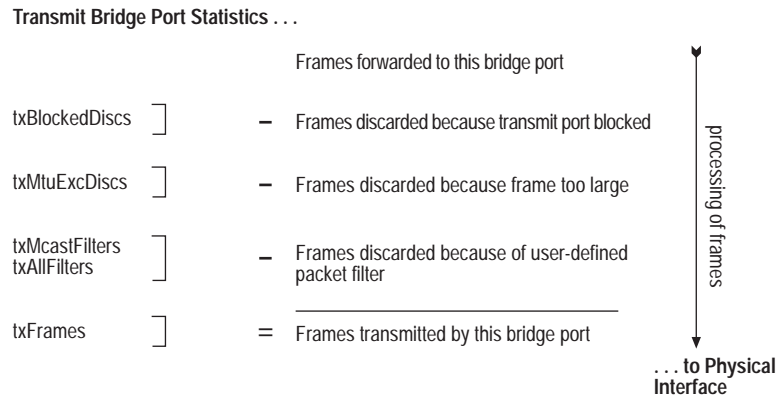 Transmit Bridge Port Statistics . . .
Frames forwarded to this bridge port
txBlockedDiscs
– Frames discarded because transmit port blocked
txMtuExcDiscs
– Frames discarded because frame too large
txMcastFilters
txAllFilters
– Frames discarded because of user-defined
packet filter
txFrames
= Frames transmitted by this bridge port
processing of frames
. . . to Physical
Interface